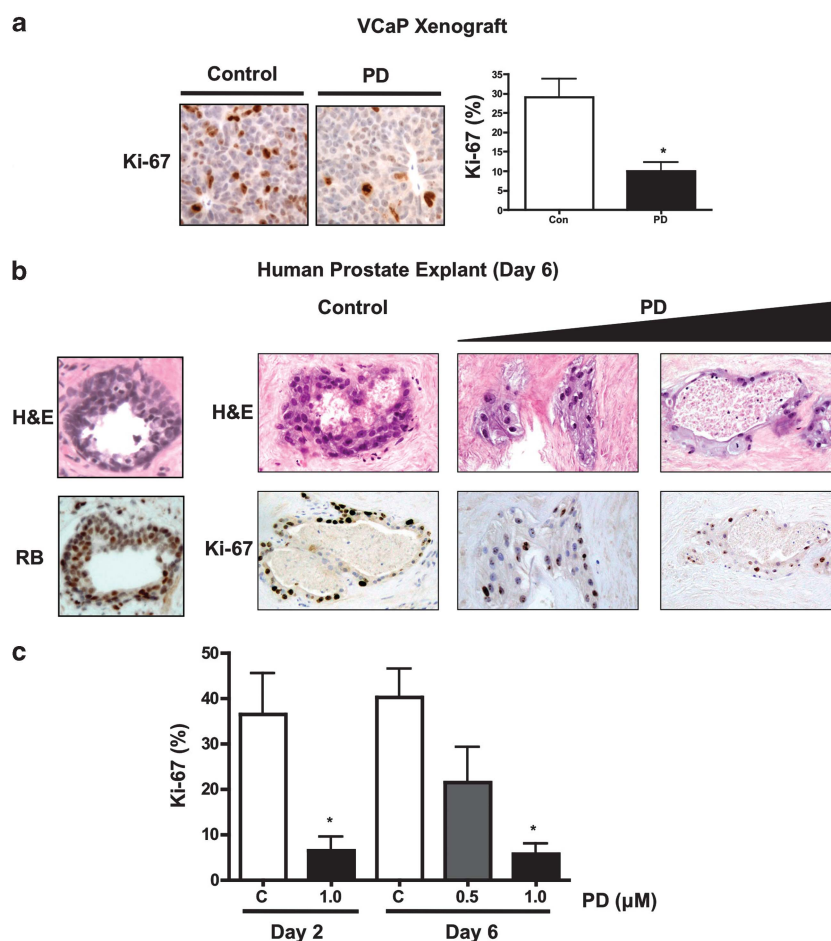 a
VCaP Xenograft
Control PD
Ki-67
Ki-67 (%)
35
30
25
20
15
10
5
0
*
Con PD
b
Human Prostate Explant (Day 6)
Control PD
H&E H&E
RB Ki-67
c
Ki-67 (%)
50
40
30
20
10
0
* *
C 1.0 C 0.5 1.0 PD (µM)
Day 2 Day 6